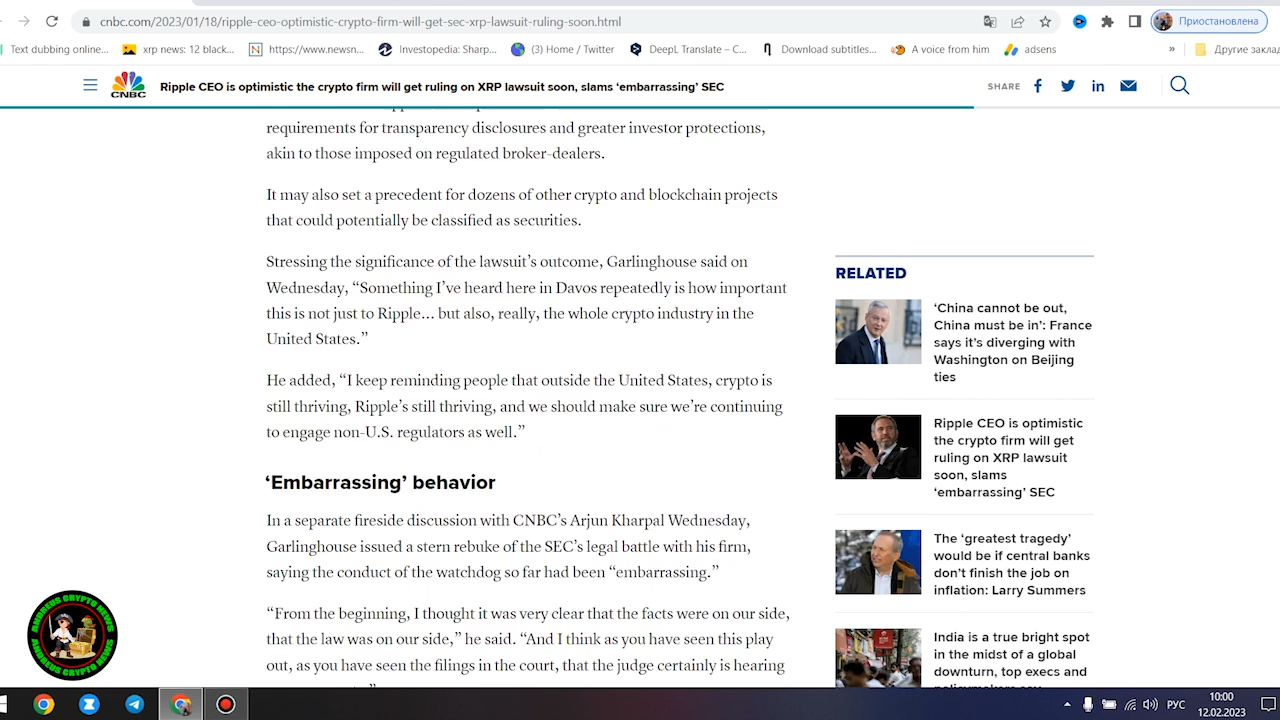 cnbc.com/2023/01/18/ripple-ceo-optimistic-crypto-firm-will-get-sec-xrp-lawsuit-ruling-soon.html
Приостановлена
Text dubbing online...
xrp news: 12 black...
https://www.newsn...
Investopedia: Sharp...
(3) Home / Twitter
DeepL Translate – C...
Download subtitles...
A voice from him
adsens
»
Другие заклад
CNBC
Ripple CEO is optimistic the crypto firm will get ruling on XRP lawsuit soon, slams ‘embarrassing’ SEC
SHARE
requirements for transparency disclosures and greater investor protections,
akin to those imposed on regulated broker-dealers.
It may also set a precedent for dozens of other crypto and blockchain projects
that could potentially be classified as securities.
Stressing the significance of the lawsuit’s outcome, Garlinghouse said on
Wednesday, “Something I’ve heard here in Davos repeatedly is how important
this is not just to Ripple... but also, really, the whole crypto industry in the
United States.”
He added, “I keep reminding people that outside the United States, crypto is
still thriving, Ripple’s still thriving, and we should make sure we’re continuing
to engage non-U.S. regulators as well.”
‘Embarrassing’ behavior
In a separate fireside discussion with CNBC’s Arjun Kharpal Wednesday,
Garlinghouse issued a stern rebuke of the SEC’s legal battle with his firm,
saying the conduct of the watchdog so far had been “embarrassing.”
“From the beginning, I thought it was very clear that the facts were on our side,
that the law was on our side,” he said. “And I think as you have seen this play
out, as you have seen the filings in the court, that the judge certainly is hearing
RELATED
‘China cannot be out,
China must be in’: France
says it’s diverging with
Washington on Beijing
ties
Ripple CEO is optimistic
the crypto firm will get
ruling on XRP lawsuit
soon, slams
‘embarrassing’ SEC
The ‘greatest tragedy’
would be if central banks
don’t finish the job on
inflation: Larry Summers
India is a true bright spot
in the midst of a global
downturn, top execs and
ANDREUS CRYPTO NEWS
ANDREUS CRYPTO NEWS
РУС
10:00
12.02.2023